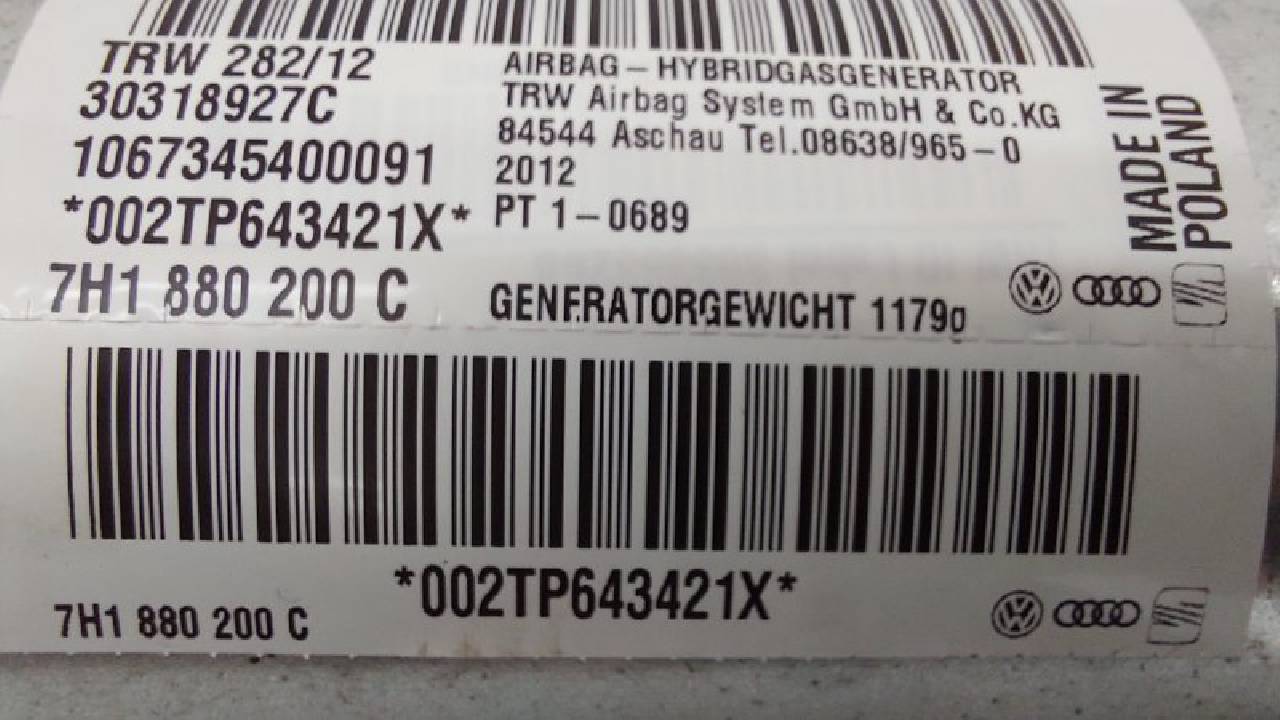 TRW 282/12
30318927C
1067345400091
*002TP643421X*
7H1 880 200 C
AIRBAG – HYBRIDGASGENERATOR
TRW Airbag System GmbH & Co.KG
84544 Aschau Tel.08638/965 – 0
2012
PT 1 – 0689
GENERATORGEWICHT 1179g
MADE IN
POLAND
*002TP643421X*
7H1 880 200 C